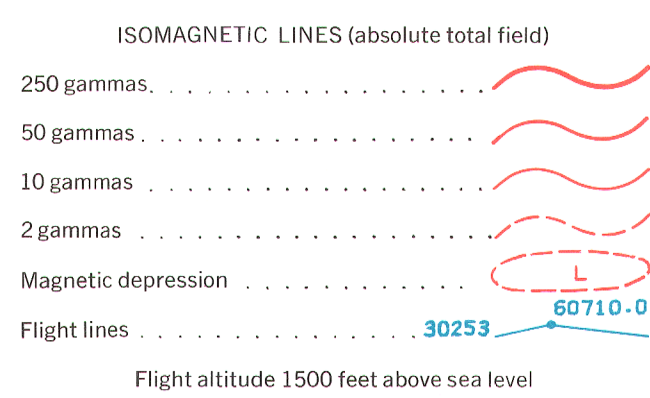 ISOMAGNETIC LINES (absolute total field)
250 gammas
50 gammas
10 gammas
2 gammas
Magnetic depression L
60710.0
Flight lines 30253
Flight altitude 1500 feet above sea level